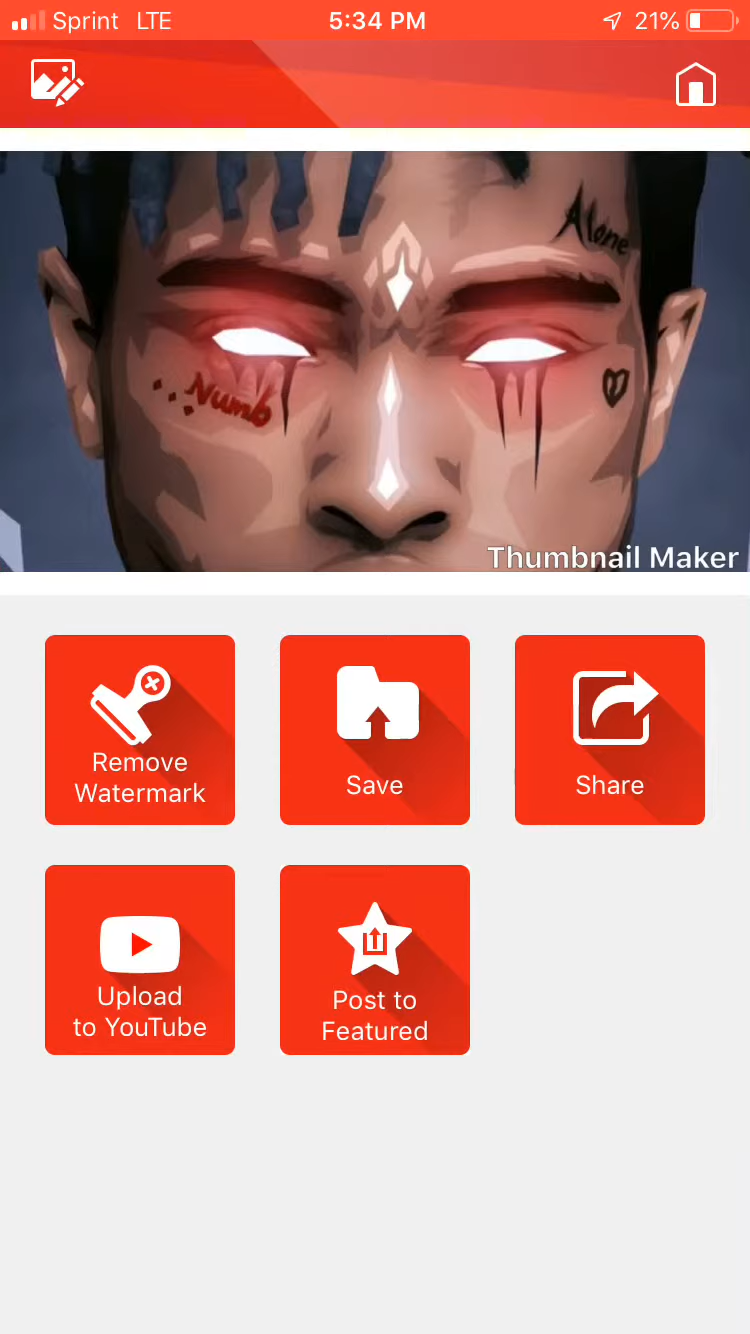 Sprint LTE 5:34 PM 21%
Alone
Numb
Thumbnail Maker
Remove
Watermark
Save
Share
Upload
to YouTube
Post to
Featured